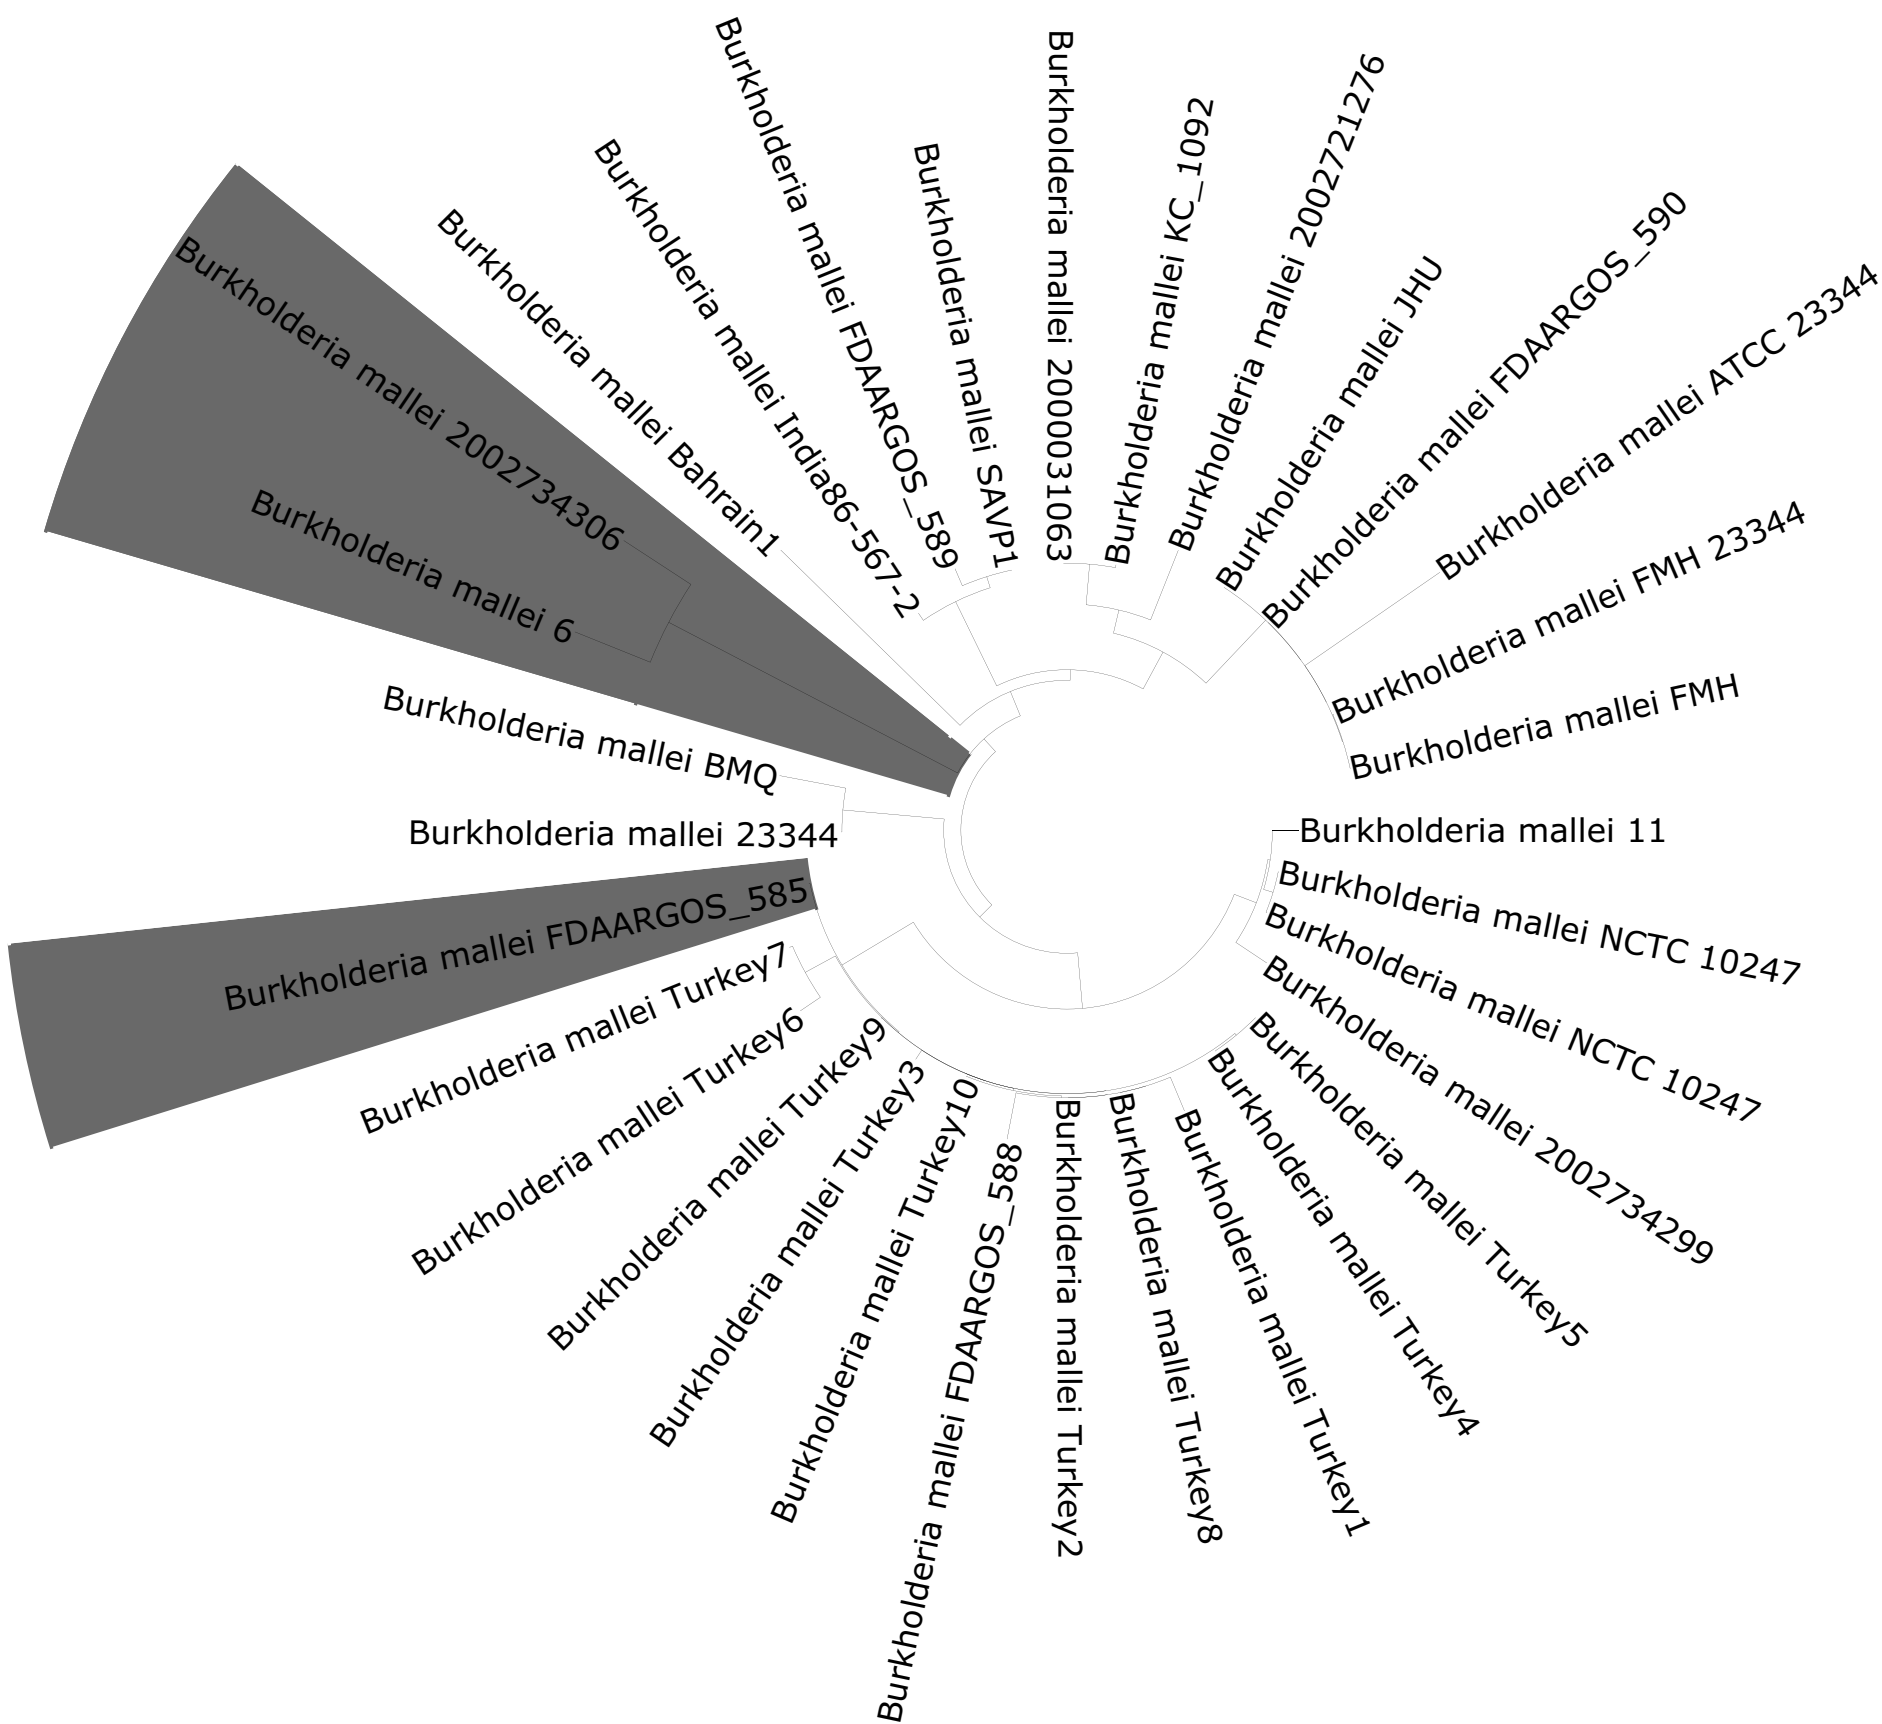 Burkholderia mallei FDAARGOS_589
Burkholderia mallei SAVP1
Burkholderia mallei 2000031063
Burkholderia mallei KC_1092
Burkholderia mallei 2002721276
Burkholderia mallei JHU
Burkholderia mallei FDAARGOS_590
Burkholderia mallei ATCC 23344
Burkholderia mallei FMH 23344
Burkholderia mallei FMH
Burkholderia mallei 11
Burkholderia mallei NCTC 10247
Burkholderia mallei NCTC 10247
Burkholderia mallei 2002734299
Burkholderia mallei Turkey5
Burkholderia mallei Turkey4
Burkholderia mallei Turkey1
Burkholderia mallei Turkey8
Burkholderia mallei Turkey2
Burkholderia mallei FDAARGOS_588
Burkholderia mallei Turkey10
Burkholderia mallei Turkey3
Burkholderia mallei Turkey9
Burkholderia mallei Turkey6
Burkholderia mallei Turkey7
Burkholderia mallei FDAARGOS_585
Burkholderia mallei 23344
Burkholderia mallei BMQ
Burkholderia mallei 6
Burkholderia mallei 2002734306
Burkholderia mallei Bahrain1
Burkholderia mallei India86-567-2